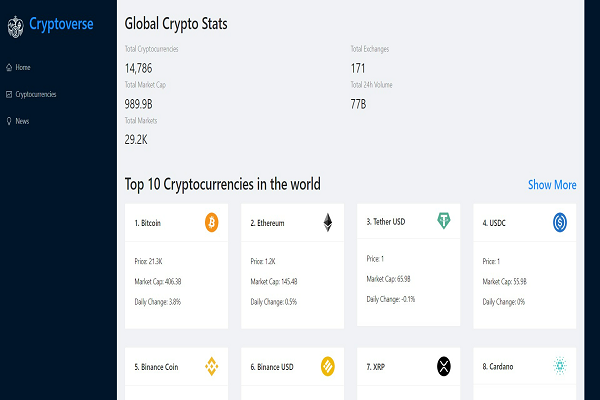 Cryptoverse
Home
Cryptocurrencies
News
Global Crypto Stats
Total Cryptocurrencies
14,786
Total Exchanges
171
Total Market Cap
989.9B
Total 24h Volume
77B
Total Markets
29.2K
Top 10 Cryptocurrencies in the world
Show More
1. Bitcoin
Price: 21.3K
Market Cap: 406.3B
Daily Change: 3.8%
2. Ethereum
Price: 1.2K
Market Cap: 145.4B
Daily Change: 0.5%
3. Tether USD
Price: 1
Market Cap: 65.9B
Daily Change: -0.1%
4. USDC
Price: 1
Market Cap: 55.9B
Daily Change: 0%
5. Binance Coin
6. Binance USD
7. XRP
8. Cardano